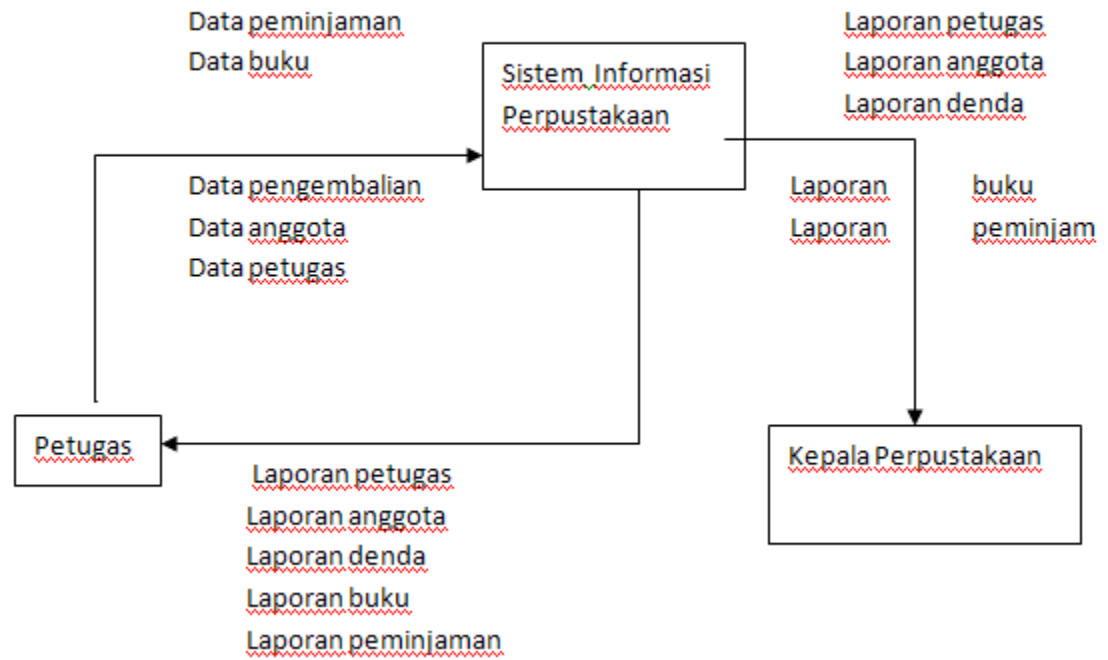 Data peminjaman
Data buku
Sistem Informasi
Perpustakaan
Laporan petugas
Laporan anggota
Laporan denda
Data pengembalian
Data anggota
Data petugas
Laporan buku
Laporan peminjam
Petugas
Kepala Perpustakaan
Laporan petugas
Laporan anggota
Laporan denda
Laporan buku
Laporan peminjaman